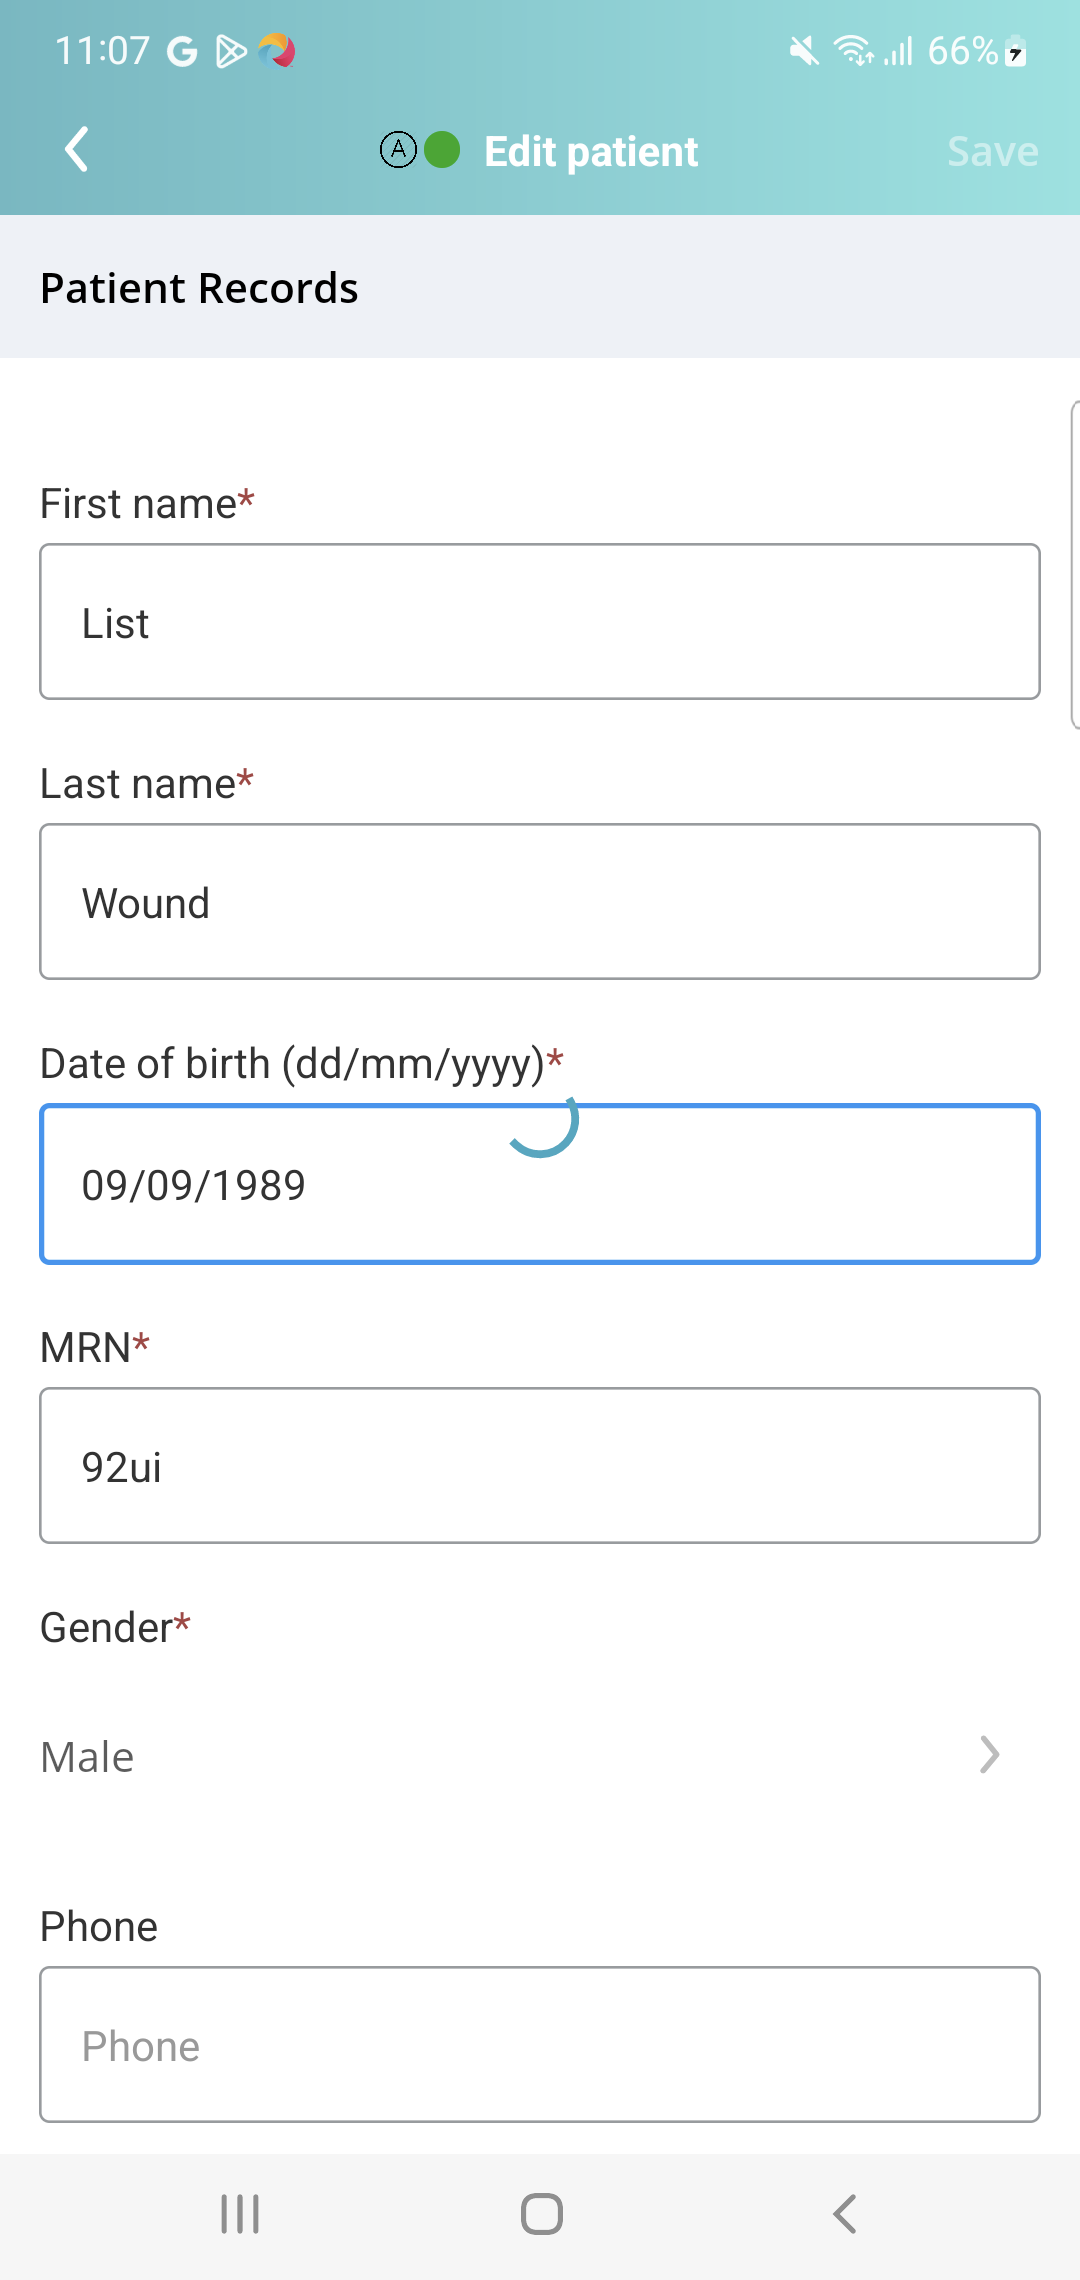 11:07 G 66%
A Edit patient Save
Patient Records
First name*
List
Last name*
Wound
Date of birth (dd/mm/yyyy)*
09/09/1989
MRN*
92ui
Gender*
Male
Phone
Phone